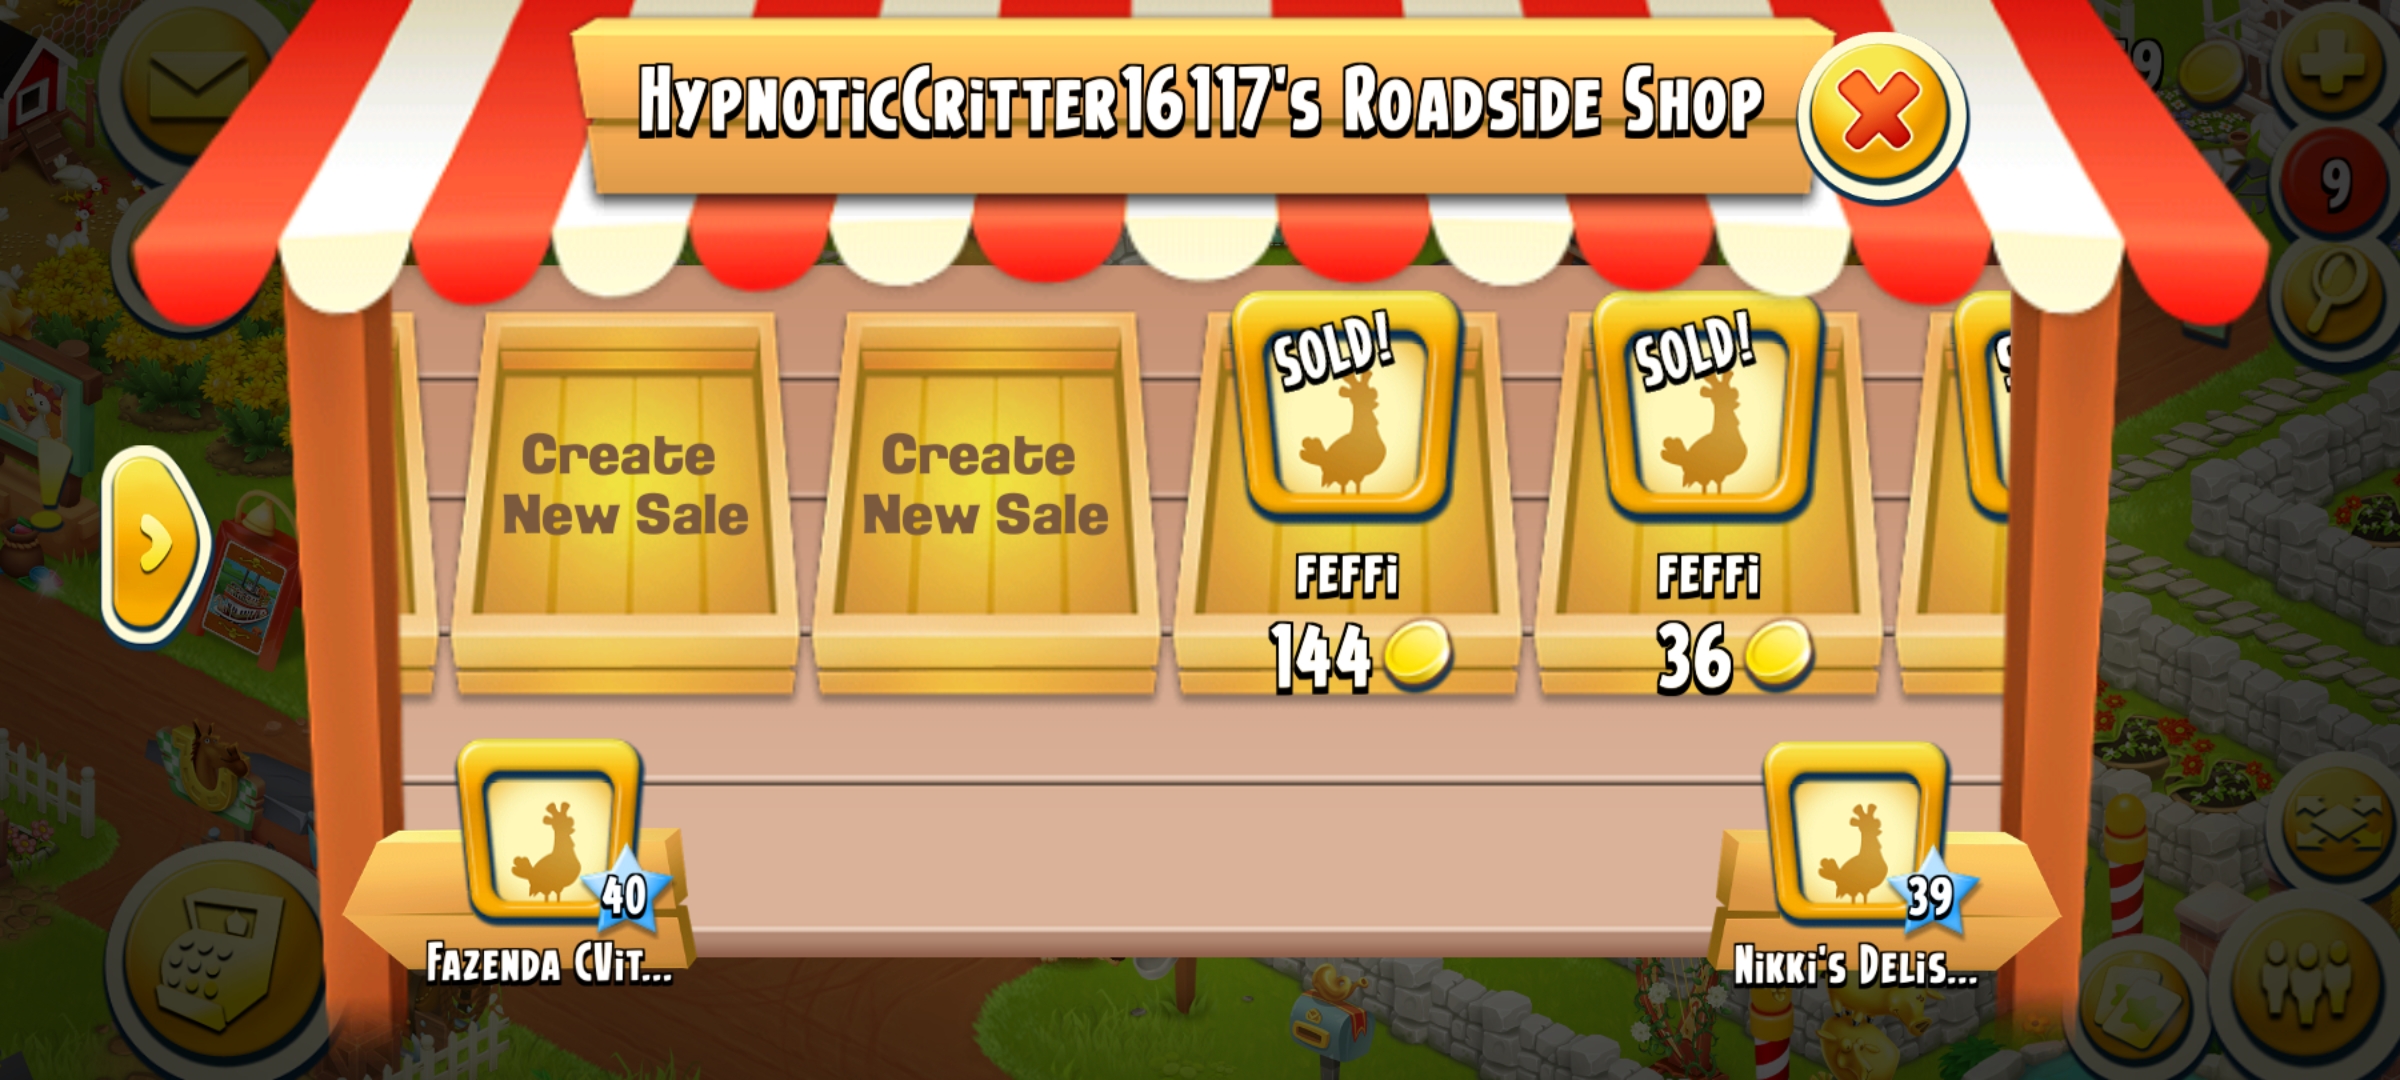 HypnoticCritter16117's Roadside Shop
9
9
Create
New Sale
Create
New Sale
SOLD!
SOLD!
Feffi
Feffi
144
36
40
39
Fazenda CVit...
Nikki's Delis...